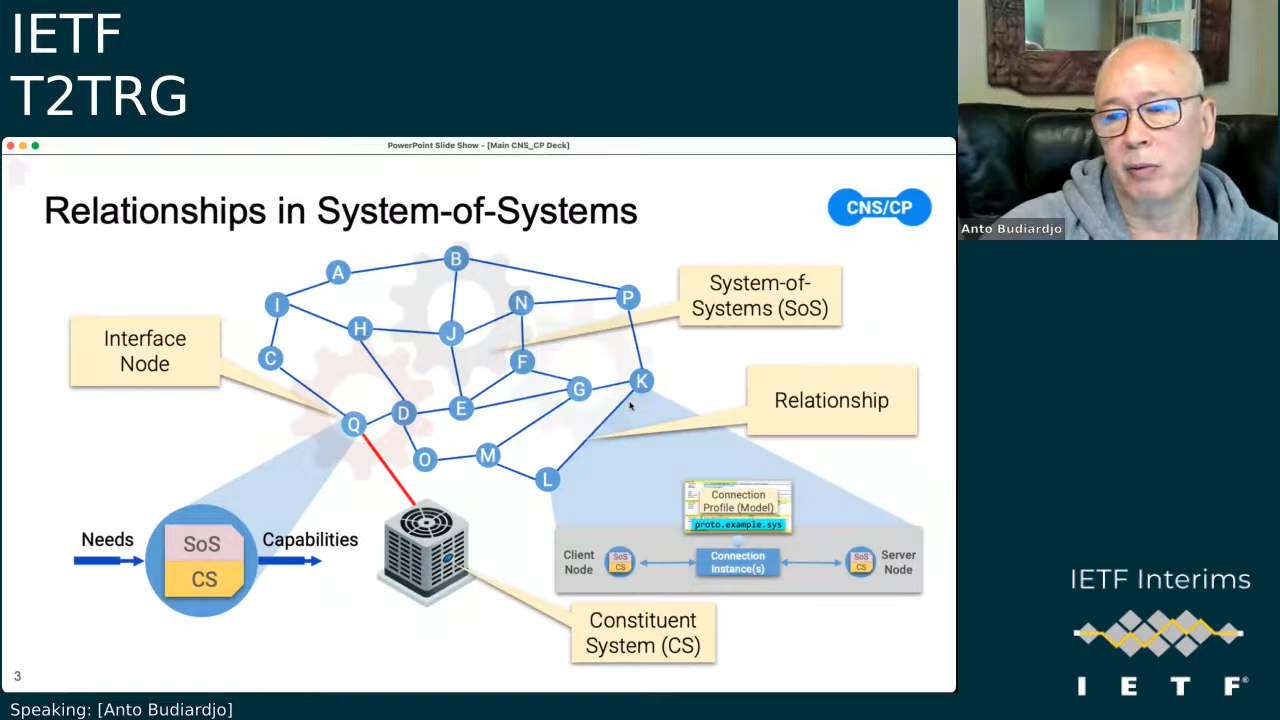 IETF
T2TRG
PowerPoint Slide Show - [Main CNS_CP Deck]
Relationships in System-of-Systems
CNS/CP
A
B
I
N
P
H
J
C
F
G
K
Q
D
E
O
M
L
Interface
Node
System-of-
Systems (SoS)
Relationship
Needs
SoS
CS
Capabilities
Connection
Profile (Model)
proto.example.sys
Client
Node
SoS
CS
Connection
Instance(s)
SoS
CS
Server
Node
Constituent
System (CS)
3
Anto Budiardjo
IETF Interims
I E T F®
Speaking: [Anto Budiardjo]